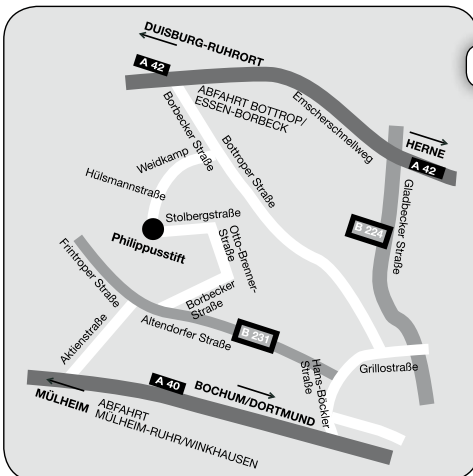 DUISBURG-RUHRORT
A 42
ABFAHRT BOTTROP/
ESSEN-BORBECK
Emscherschnellweg
HERNE
A 42
Borbecker Straße
Bottroper Straße
Weidkamp
Hülsmannstraße
Stolbergstraße
Philippusstift
Otto-Brenner-
Straße
Gladbecker Straße
B 224
Frintroper Straße
Borbecker
Straße
Altendorfer Straße
B 231
Aktienstraße
Hans-Böckler
Straße
Grillostraße
A 40
BOCHUM/DORTMUND
MÜLHEIM
ABFAHRT
MÜLHEIM-RUHR/WINKHAUSEN